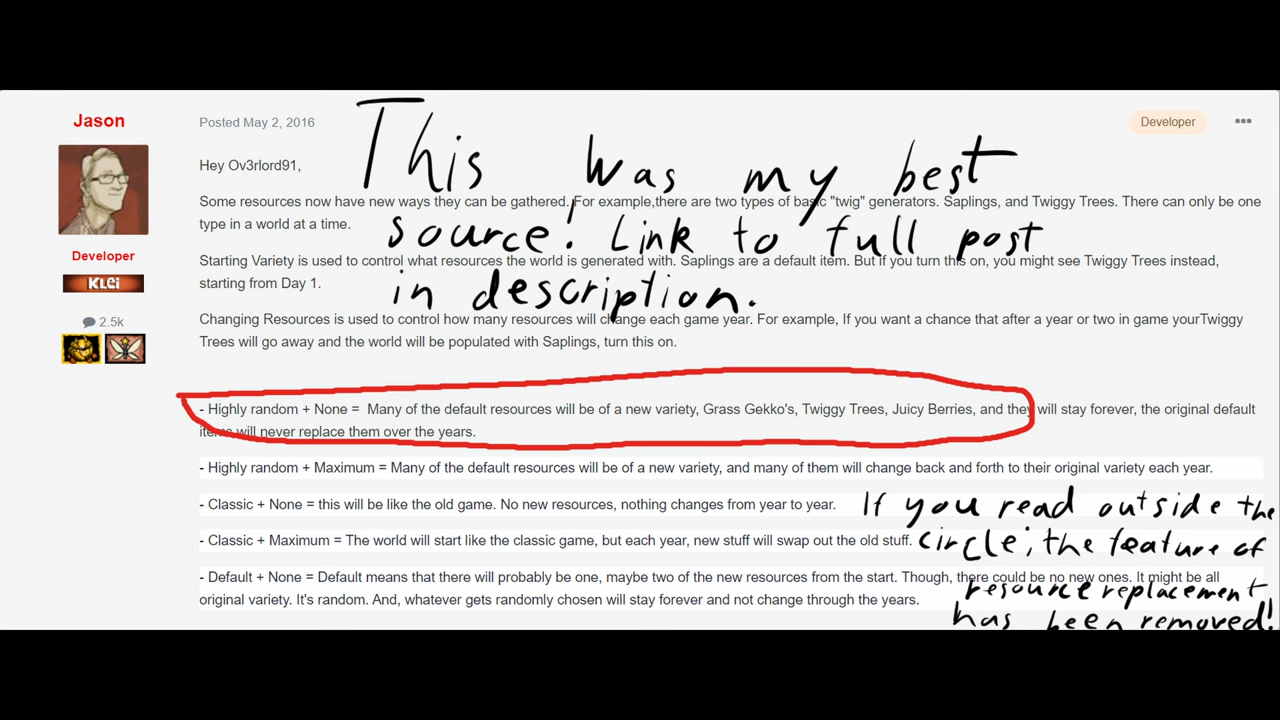 Jason
Posted May 2, 2016
Developer
This was my best
source! Link to full post
in description.
Hey Ov3rlord91,
Some resources now have new ways they can be gathered. For example,there are two types of basic "twig" generators. Saplings, and Twiggy Trees. There can only be one
type in a world at a time.
Developer
Starting Variety is used to control what resources the world is generated with. Saplings are a default item. But if you turn this on, you might see Twiggy Trees instead,
starting from Day 1.
KLei
2.5k
Changing Resources is used to control how many resources will change each game year. For example, If you want a chance that after a year or two in game yourTwiggy
Trees will go away and the world will be populated with Saplings, turn this on.
- Highly random + None = Many of the default resources will be of a new variety, Grass Gekko's, Twiggy Trees, Juicy Berries, and they will stay forever, the original default
items will never replace them over the years.
- Highly random + Maximum = Many of the default resources will be of a new variety, and many of them will change back and forth to their original variety each year.
- Classic + None = this will be like the old game. No new resources, nothing changes from year to year.
- Classic + Maximum = The world will start like the classic game, but each year, new stuff will swap out the old stuff.
- Default + None = Default means that there will probably be one, maybe two of the new resources from the start. Though, there could be no new ones. It might be all
original variety. It's random. And, whatever gets randomly chosen will stay forever and not change through the years.
If you read outside the
circle; the feature of
resource replacement
has been removed!